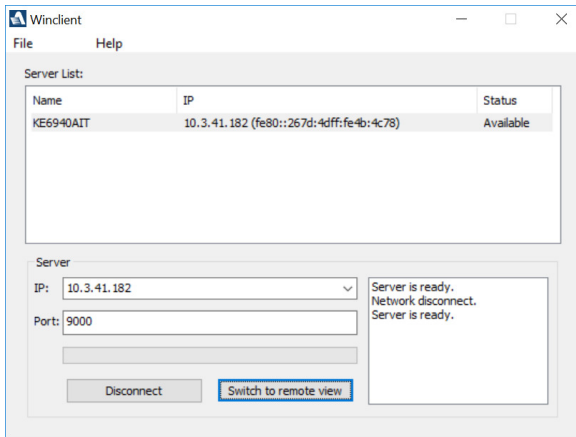 Winclient
File Help
Server List:
Name IP Status
KE6940AIT 10.3.41.182 (fe80::267d:4dff:fe4b:4c78) Available
Server
IP: 10.3.41.182
Port: 9000
Server is ready.
Network disconnect.
Server is ready.
Disconnect Switch to remote view